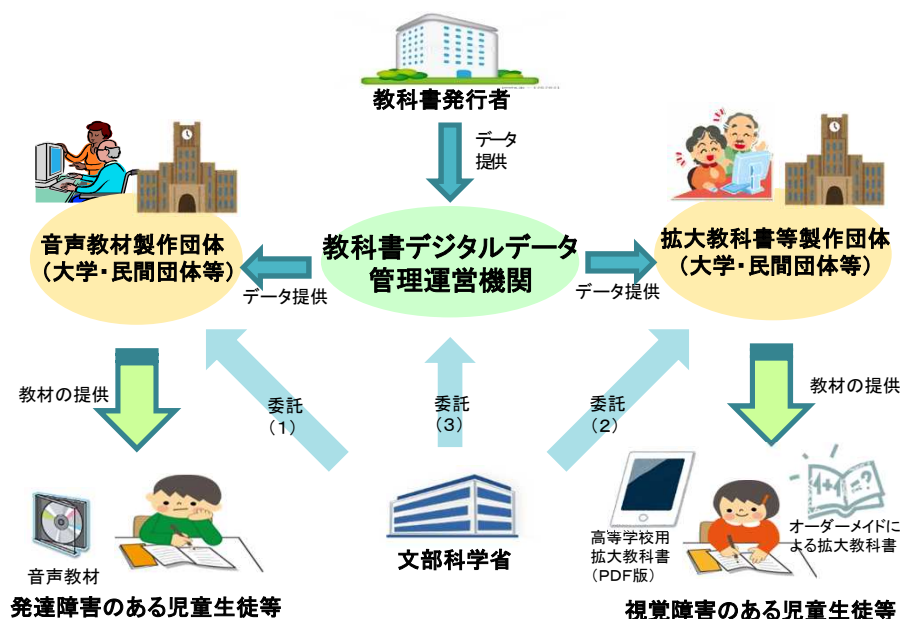 教科書発行者
データ
提供
音声教材製作団体
（大学・民間団体等）
教科書デジタルデータ
管理運営機関
拡大教科書等製作団体
（大学・民間団体等）
データ提供
データ提供
教材の提供
委託
（1）
委託
（3）
委託
（2）
教材の提供
音声教材
発達障害のある児童生徒等
文部科学省
1+1=?
高等学校用
拡大教科書
（PDF版）
オーダーメイドに
よる拡大教科書
視覚障害のある児童生徒等